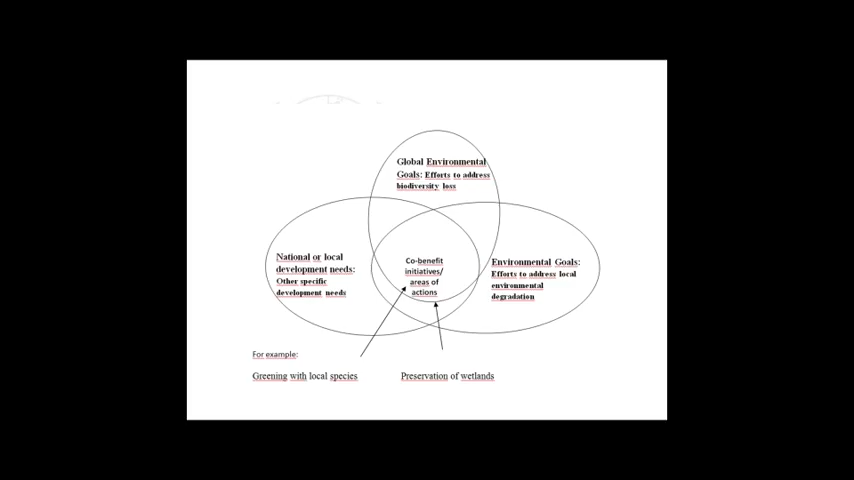 Global Environmental
Goals: Efforts to address
biodiversity loss
National or local
development needs:
Other specific
development needs
Co-benefit
initiatives/
areas of
actions
Environmental Goals:
Efforts to address local
environmental
degradation
For example:
Greening with local species
Preservation of wetlands